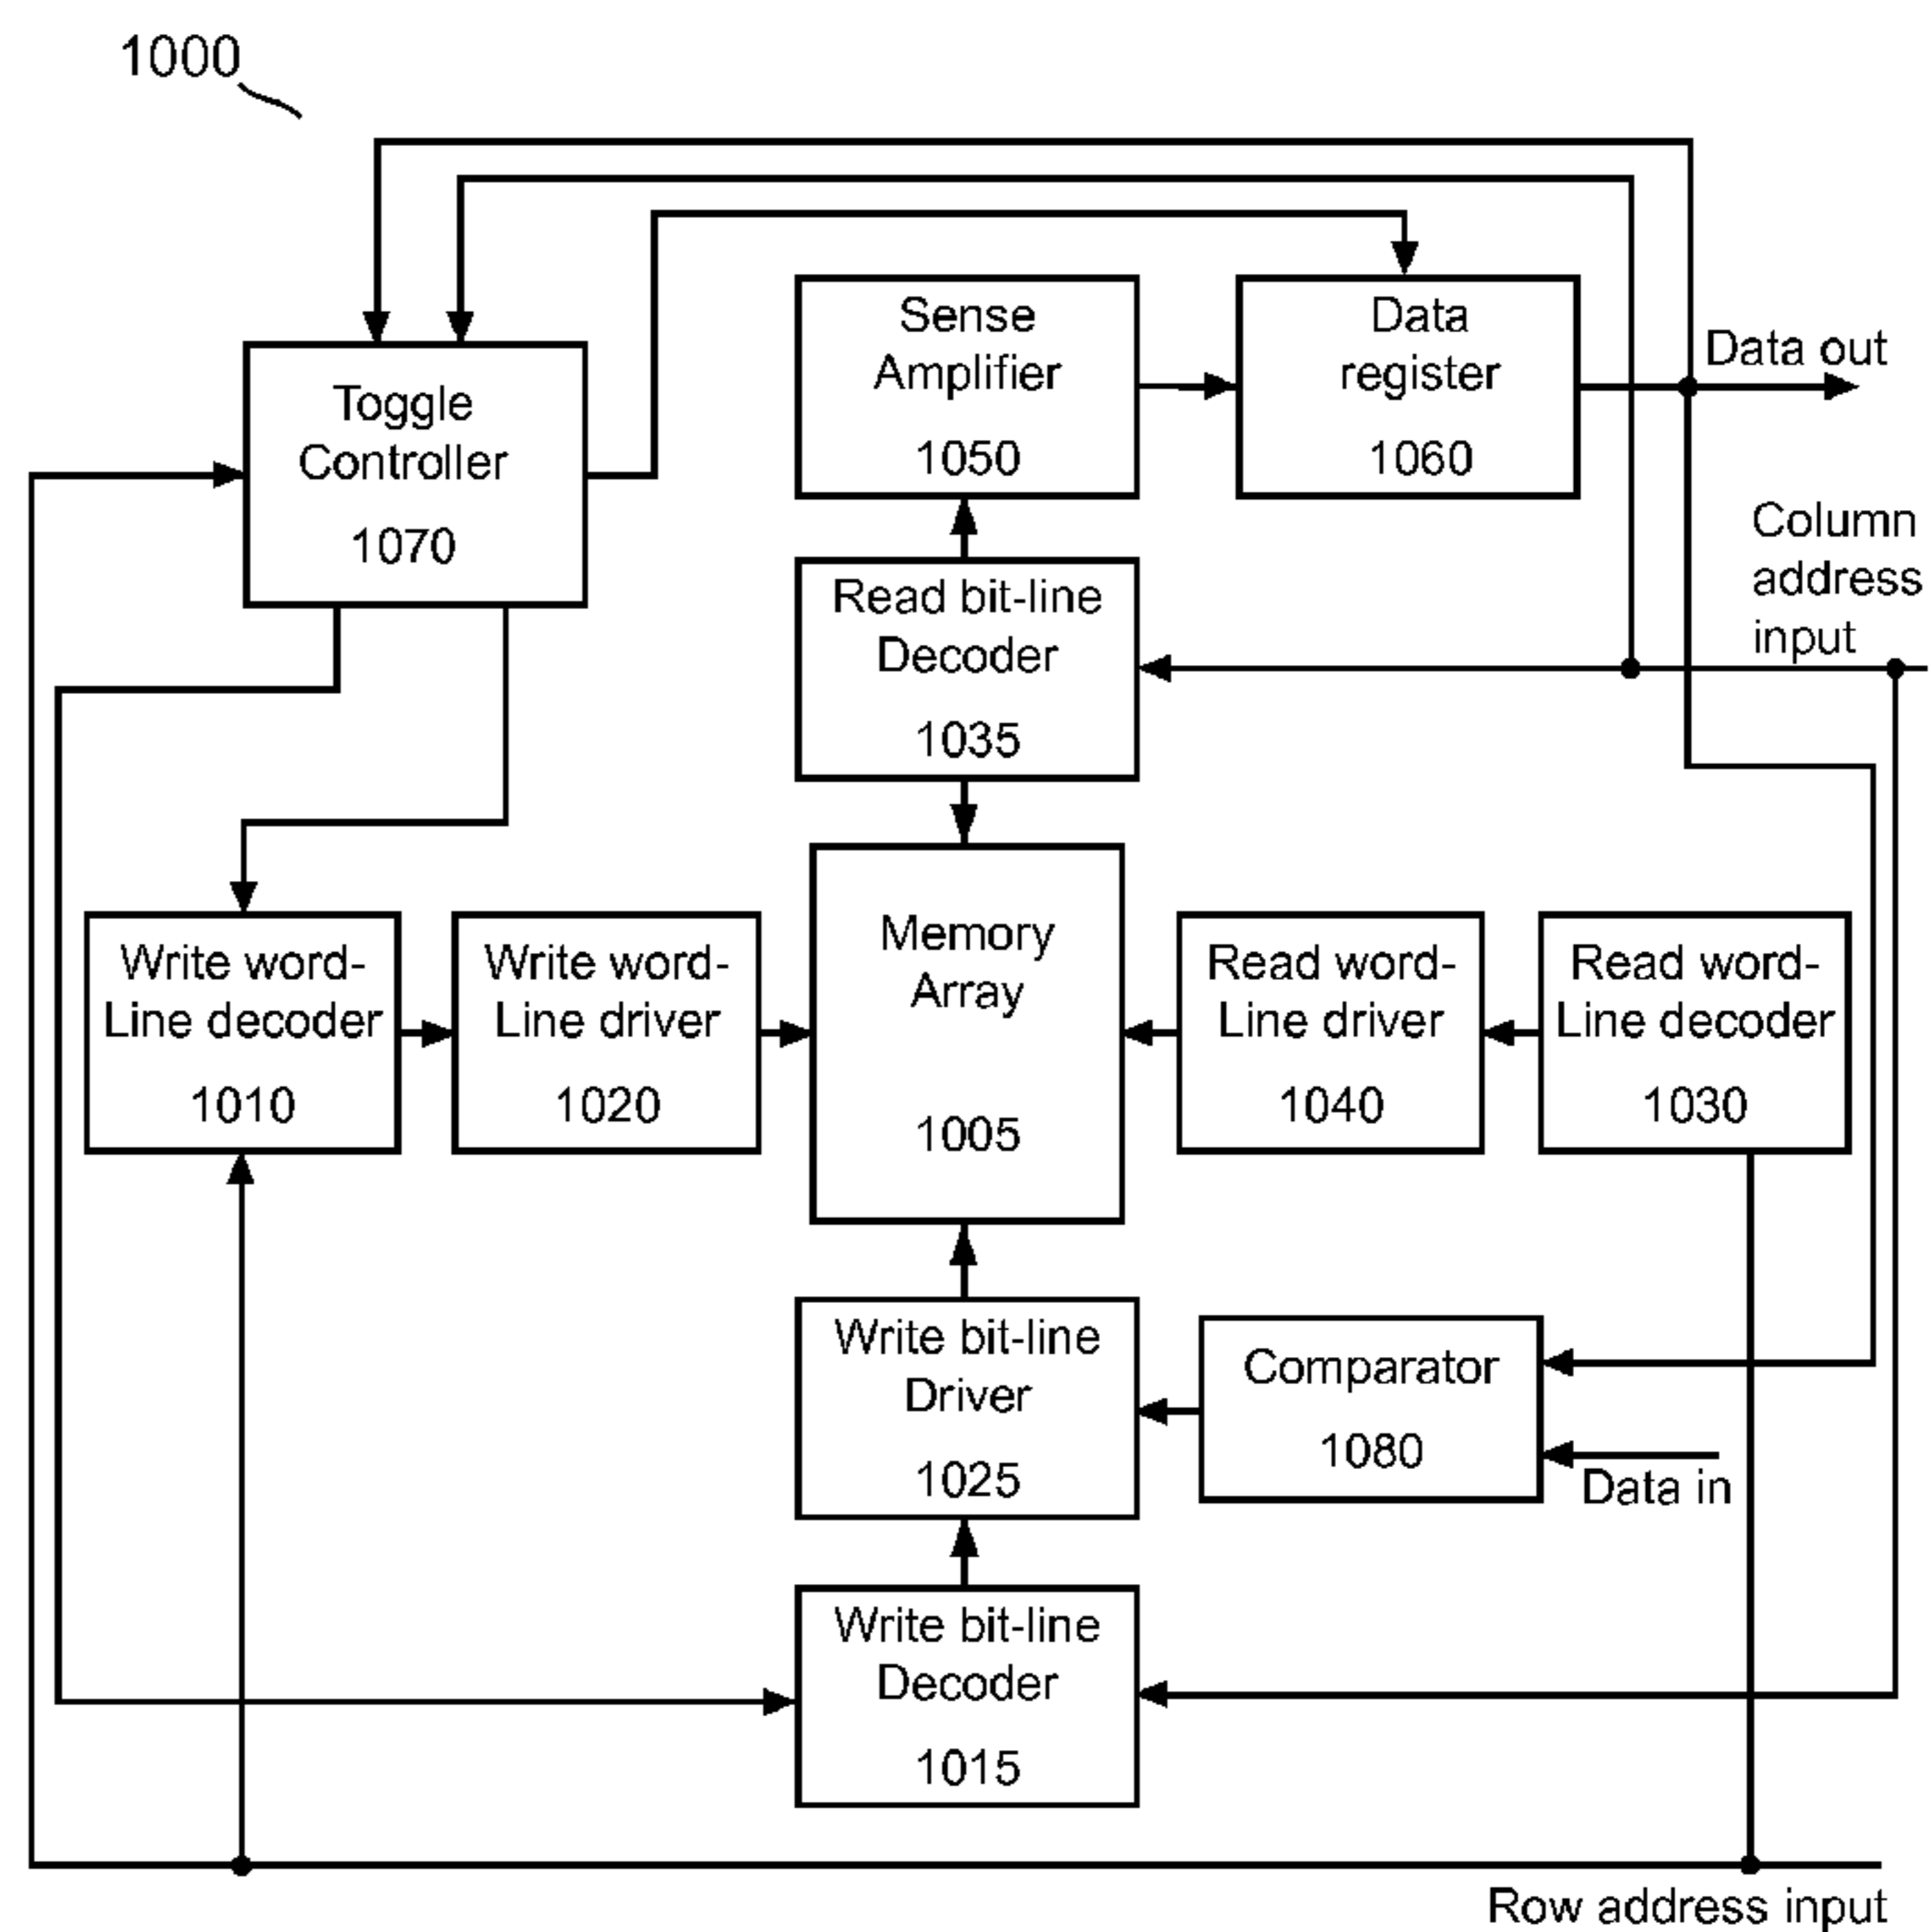 1000
Sense
Amplifier
1050
Data
register
1060
Data out
Toggle
Controller
1070
Column
address
input
Read bit-line
Decoder
1035
Write word-
Line decoder
1010
Write word-
Line driver
1020
Memory
Array
1005
Read word-
Line driver
1040
Read word-
Line decoder
1030
Write bit-line
Driver
1025
Comparator
1080
Data in
Write bit-line
Decoder
1015
Row address input